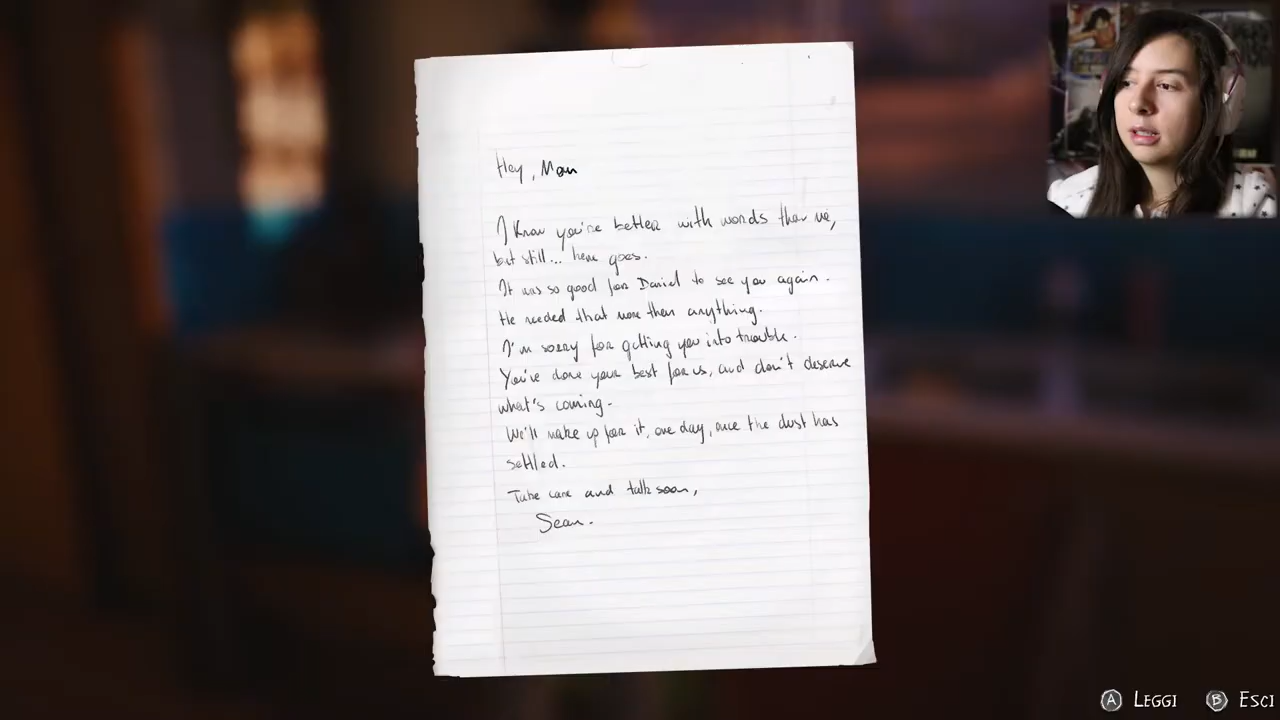 Hey, Mom
I know you're better with words than me,
but still... here goes.
It was so good for Daniel to see you again.
He needed that more than anything.
I'm sorry for getting you into trouble.
You've done your best for us, and don't deserve
what's coming.
We'll make up for it, one day, once the dust has
settled.
Take care and talk soon,
Sean.
A LEGGI B ESCI